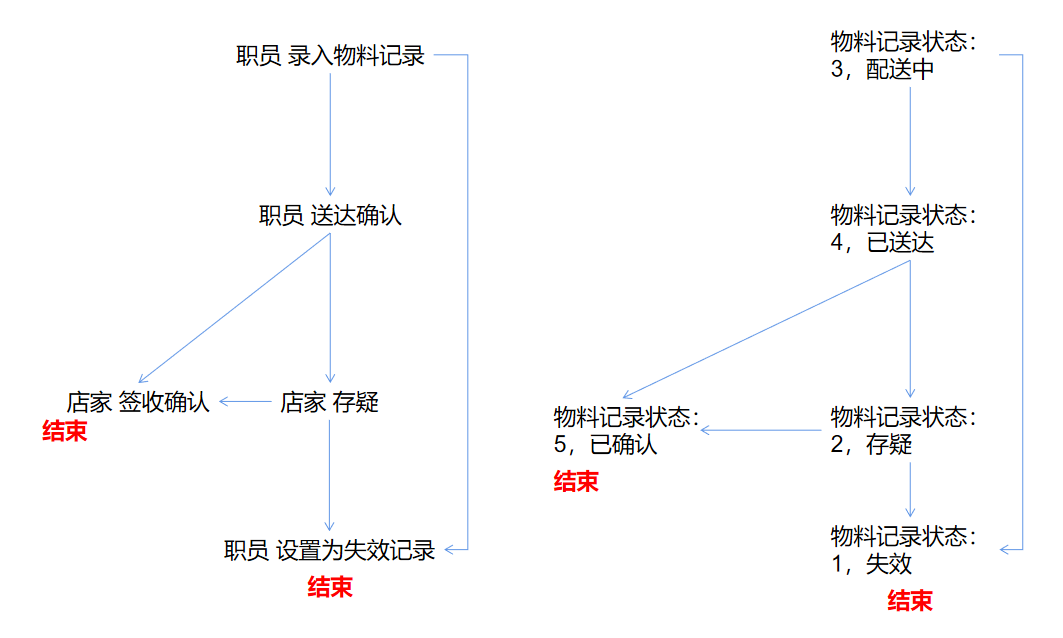 职员 录入物料记录
职员 送达确认
店家 签收确认
结束
店家 存疑
职员 设置为失效记录
结束
物料记录状态：
3，配送中
物料记录状态：
4，已送达
物料记录状态：
5，已确认
结束
物料记录状态：
2，存疑
物料记录状态：
1，失效
结束